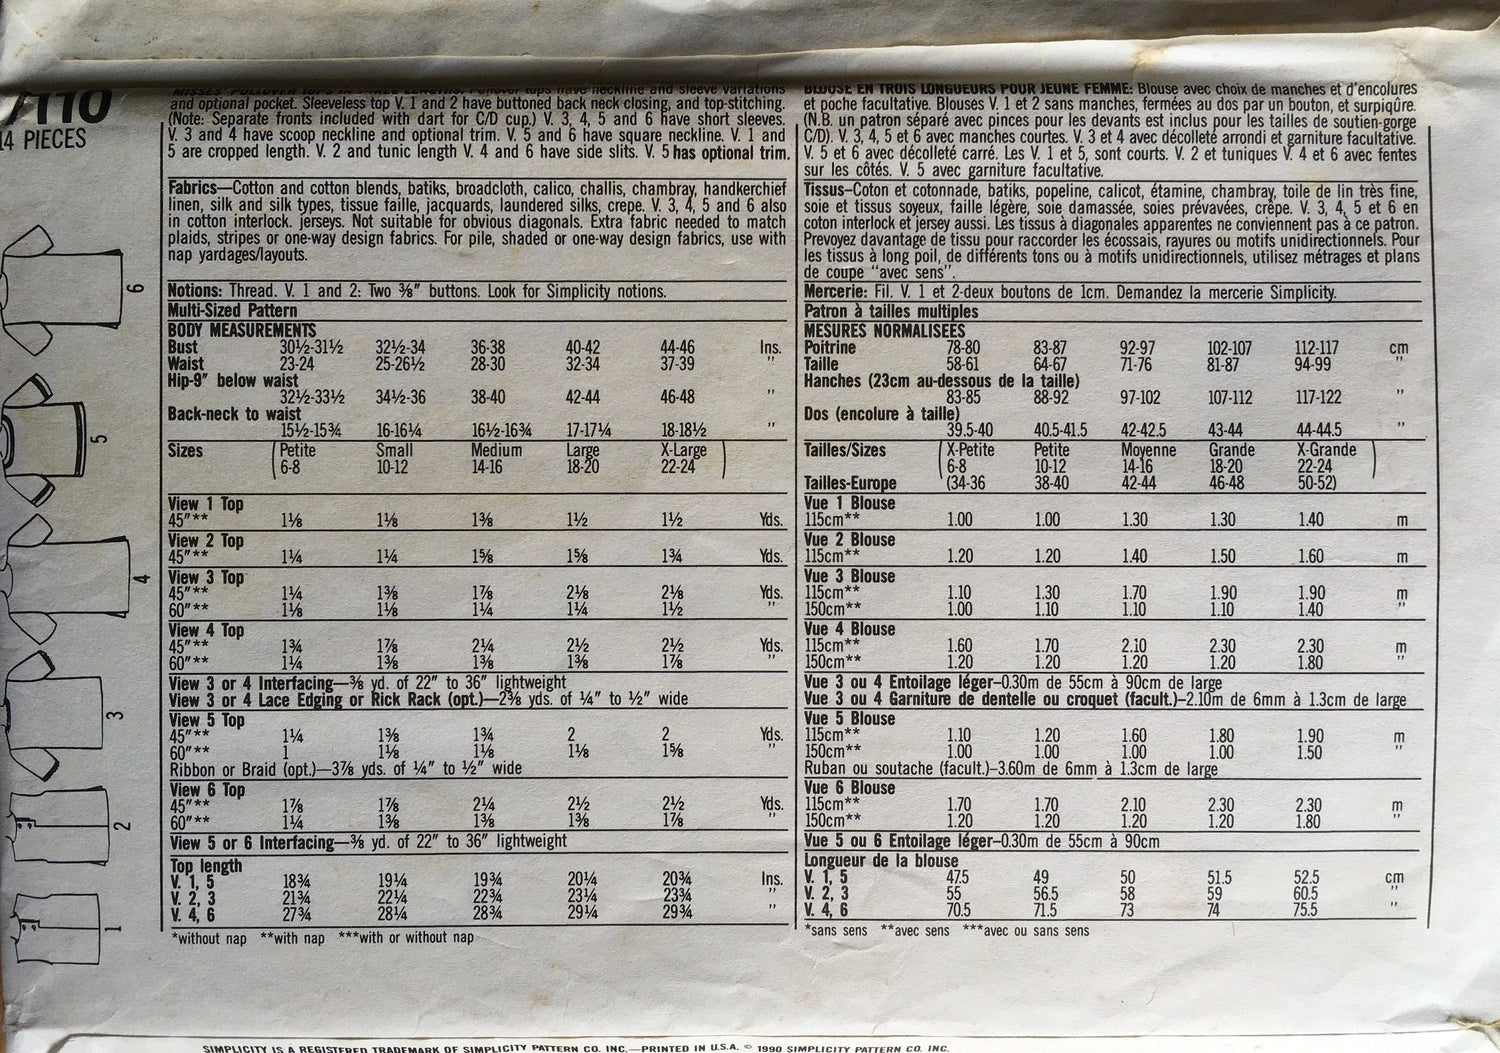 7110
14 PIECES
MISSES' PULLOVER TOPS IN THREE LENGTHS: Pullover tops have neckline and sleeve variations
and optional pocket. Sleeveless top V. 1 and 2 have buttoned back neck closing, and top-stitching.
(Note: Separate fronts included with dart for C/D cup.) V. 3, 4, 5 and 6 have short sleeves.
V. 3 and 4 have scoop neckline and optional trim. V. 5 and 6 have square neckline. V. 1 and
5 are cropped length. V. 2 and tunic length V. 4 and 6 have side slits. V. 5 has optional trim.
Fabrics—Cotton and cotton blends, batiks, broadcloth, calico, challis, chambray, handkerchief
linen, silk and silk types, tissue faille, jacquards, laundered silks, crepe. V. 3, 4, 5 and 6 also
in cotton interlock. jerseys. Not suitable for obvious diagonals. Extra fabric needed to match
plaids, stripes or one-way design fabrics. For pile, shaded or one-way design fabrics, use with
nap yardages/layouts.
Notions: Thread. V. 1 and 2: Two ⅜" buttons. Look for Simplicity notions.
Multi-Sized Pattern
BODY MEASUREMENTS
Bust 30½-31½ 32½-34 36-38 40-42 44-46 Ins.
Waist 23-24 25-26½ 28-30 32-34 37-39 "
Hip-9" below waist
32½-33½ 34½-36 38-40 42-44 46-48 "
Back-neck to waist
15½-15¾ 16-16¼ 16½-16¾ 17-17¼ 18-18½ "
Sizes (Petite Small Medium Large X-Large)
6-8 10-12 14-16 18-20 22-24
View 1 Top
45"** 1⅛ 1⅛ 1⅜ 1½ 1½ Yds.
View 2 Top
45"** 1¼ 1¼ 1⅝ 1⅝ 1¾ Yds.
View 3 Top
45"** 1¼ 1⅜ 1⅞ 2⅛ 2⅛ Yds.
60"** 1⅛ 1⅛ 1¼ 1¼ 1½ "
View 4 Top
45"** 1¾ 1⅞ 2¼ 2½ 2½ Yds.
60"** 1¼ 1⅜ 1⅜ 1⅜ 1⅞ "
View 3 or 4 Interfacing—⅜ yd. of 22" to 36" lightweight
View 3 or 4 Lace Edging or Rick Rack (opt.)—2⅜ yds. of ¼" to ½" wide
View 5 Top
45"** 1¼ 1⅜ 1¾ 2 2 Yds.
60"** 1 1⅛ 1⅛ 1⅛ 1⅝ "
Ribbon or Braid (opt.)—3⅞ yds. of ¼" to ½" wide
View 6 Top
45"** 1⅞ 1⅞ 2¼ 2½ 2½ Yds.
60"** 1¼ 1⅜ 1⅜ 1⅜ 1⅞ "
View 5 or 6 Interfacing—⅜ yd. of 22" to 36" lightweight
Top length
V. 1, 5 18¾ 19¼ 19¾ 20¼ 20¾ Ins.
V. 2, 3 21¾ 22¼ 22¾ 23¼ 23¾ "
V. 4, 6 27¾ 28¼ 28¾ 29¼ 29¾ "
*without nap **with nap ***with or without nap
BLOUSE EN TROIS LONGUEURS POUR JEUNE FEMME: Blouse avec choix de manches et d'encolures
et poche facultative. Blouses V. 1 et 2 sans manches, fermées au dos par un bouton, et surpiqûre.
(N.B. un patron séparé avec pinces pour les devants est inclus pour les tailles de soutien-gorge
C/D). V. 3, 4, 5 et 6 avec manches courtes. V. 3 et 4 avec décolleté arrondi et garniture facultative.
V. 5 et 6 avec décolleté carré. Les V. 1 et 5, sont courts. V. 2 et tuniques V. 4 et 6 avec fentes
sur les côtés. V. 5 avec garniture facultative.
Tissus–Coton et cotonnade, batiks, popeline, calicot, étamine, chambray, toile de lin très fine,
soie et tissus soyeux, faille légère, soie damassée, soies prévavées, crêpe. V. 3, 4, 5 et 6 en
coton interlock et jersey aussi. Les tissus à diagonales apparentes ne conviennent pas à ce patron.
Prevoyez davantage de tissu pour raccorder les écossais, rayures ou motifs unidirectionnels. Pour
les tissus à long poil, de différents tons ou à motifs unidirectionnels, utilisez métrages et plans
de coupe "avec sens".
Mercerie: Fil. V. 1 et 2-deux boutons de 1cm. Demandez la mercerie Simplicity.
Patron à tailles multiples
MESURES NORMALISEES
Poitrine 78-80 83-87 92-97 102-107 112-117 cm
Taille 58-61 64-67 71-76 81-87 94-99 "
Hanches (23cm au-dessous de la taille)
83-85 88-92 97-102 107-112 117-122 "
Dos (encolure à taille)
39.5-40 40.5-41.5 42-42.5 43-44 44-44.5 "
Tailles/Sizes (X-Petite Petite Moyenne Grande X-Grande)
6-8 10-12 14-16 18-20 22-24
Tailles-Europe (34-36 38-40 42-44 46-48 50-52)
Vue 1 Blouse
115cm** 1.00 1.00 1.30 1.30 1.40 m
Vue 2 Blouse
115cm** 1.20 1.20 1.40 1.50 1.60 m
Vue 3 Blouse
115cm** 1.10 1.30 1.70 1.90 1.90 m
150cm** 1.00 1.10 1.10 1.10 1.40 "
Vue 4 Blouse
115cm** 1.60 1.70 2.10 2.30 2.30 m
150cm** 1.20 1.20 1.20 1.20 1.80 "
Vue 3 ou 4 Entoilage léger–0.30m de 55cm à 90cm de large
Vue 3 ou 4 Garniture de dentelle ou croquet (facult.)–2.10m de 6mm à 1.3cm de large
Vue 5 Blouse
115cm** 1.10 1.20 1.60 1.80 1.90 m
150cm** 1.00 1.00 1.00 1.00 1.50 "
Ruban ou soutache (facult.)–3.60m de 6mm à 1.3cm de large
Vue 6 Blouse
115cm** 1.70 1.70 2.10 2.30 2.30 m
150cm** 1.20 1.20 1.20 1.20 1.80 "
Vue 5 ou 6 Entoilage léger–0.30m de 55cm à 90cm
Longueur de la blouse
V. 1, 5 47.5 49 50 51.5 52.5 cm
V. 2, 3 55 56.5 58 59 60.5 "
V. 4, 6 70.5 71.5 73 74 75.5 "
*sans sens **avec sens ***avec ou sans sens
6
5
4
3
2
1
SIMPLICITY IS A REGISTERED TRADEMARK OF SIMPLICITY PATTERN CO. INC.—PRINTED IN U.S.A. © 1990 SIMPLICITY PATTERN CO. INC.